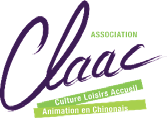 ASSOCIATION
Claac
Culture Loisirs Accueil
Animation en Chinonais